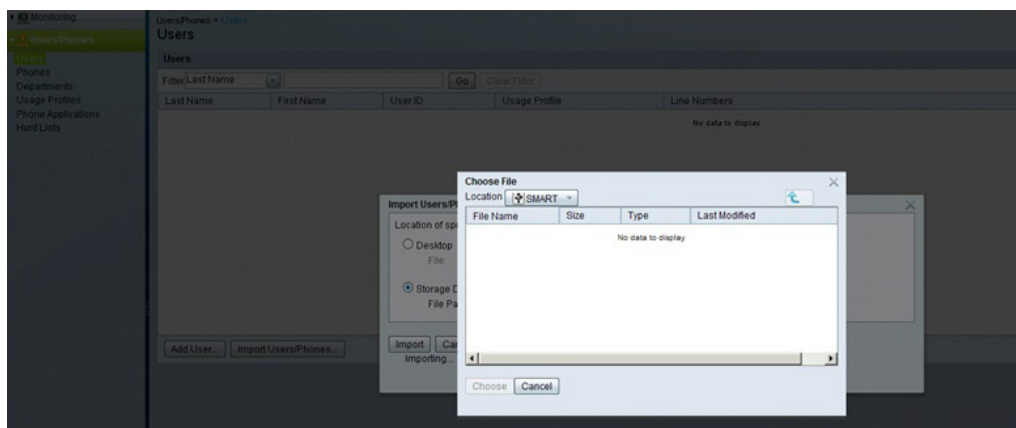 Monitoring
Users/Phones
Users
Phones
Departments
Usage Profiles
Phone Applications
Hunt Lists
Users/Phones > Users
Users
Users
Filter Last Name Go Clear Filter
Last Name First Name User ID Usage Profile Line Numbers
No data to display
Add User... Import Users/Phones...
Import Users/P
Location of sp
Desktop
File:
Storage D
File Pa
Import Can
Importing...
Choose File
Location SMART
File Name Size Type Last Modified
No data to display
Choose Cancel